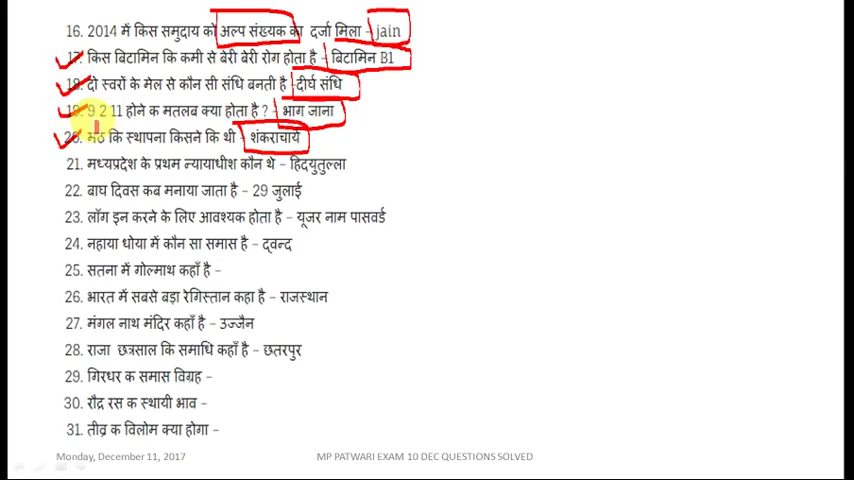 16. 2014 में किस समुदाय को अल्प संख्यक का दर्जा मिला – jain
17. किस बिटामिन कि कमी से बेरी बेरी रोग होता है – बिटामिन B1
18. दो स्वरों के मेल से कौन सी संधि बनती है -दीर्घ संधि
19. 9 2 11 होने क मतलब क्या होता है ? - भाग जाना
20. मठ कि स्थापना किसने कि थी – शंकराचार्य
21. मध्यप्रदेश के प्रथम न्यायाधीश कौन थे – हिदयुतुल्ला
22. बाघ दिवस कब मनाया जाता है – 29 जुलाई
23. लॉग इन करने के लिए आवश्यक होता है – यूजर नाम पासवर्ड
24. नहाया धोया में कौन सा समास है – द्वन्द
25. सतना में गोल्माथ कहाँ है –
26. भारत में सबसे बड़ा रेगिस्तान कहा है – राजस्थान
27. मंगल नाथ मंदिर कहाँ है – उज्जैन
28. राजा छत्रसाल कि समाधि कहाँ है – छतरपुर
29. गिरधर क समास विग्रह –
30. रौद्र रस क स्थायी भाव –
31. तीव्र क विलोम क्या होगा –
Monday, December 11, 2017 MP PATWARI EXAM 10 DEC QUESTIONS SOLVED